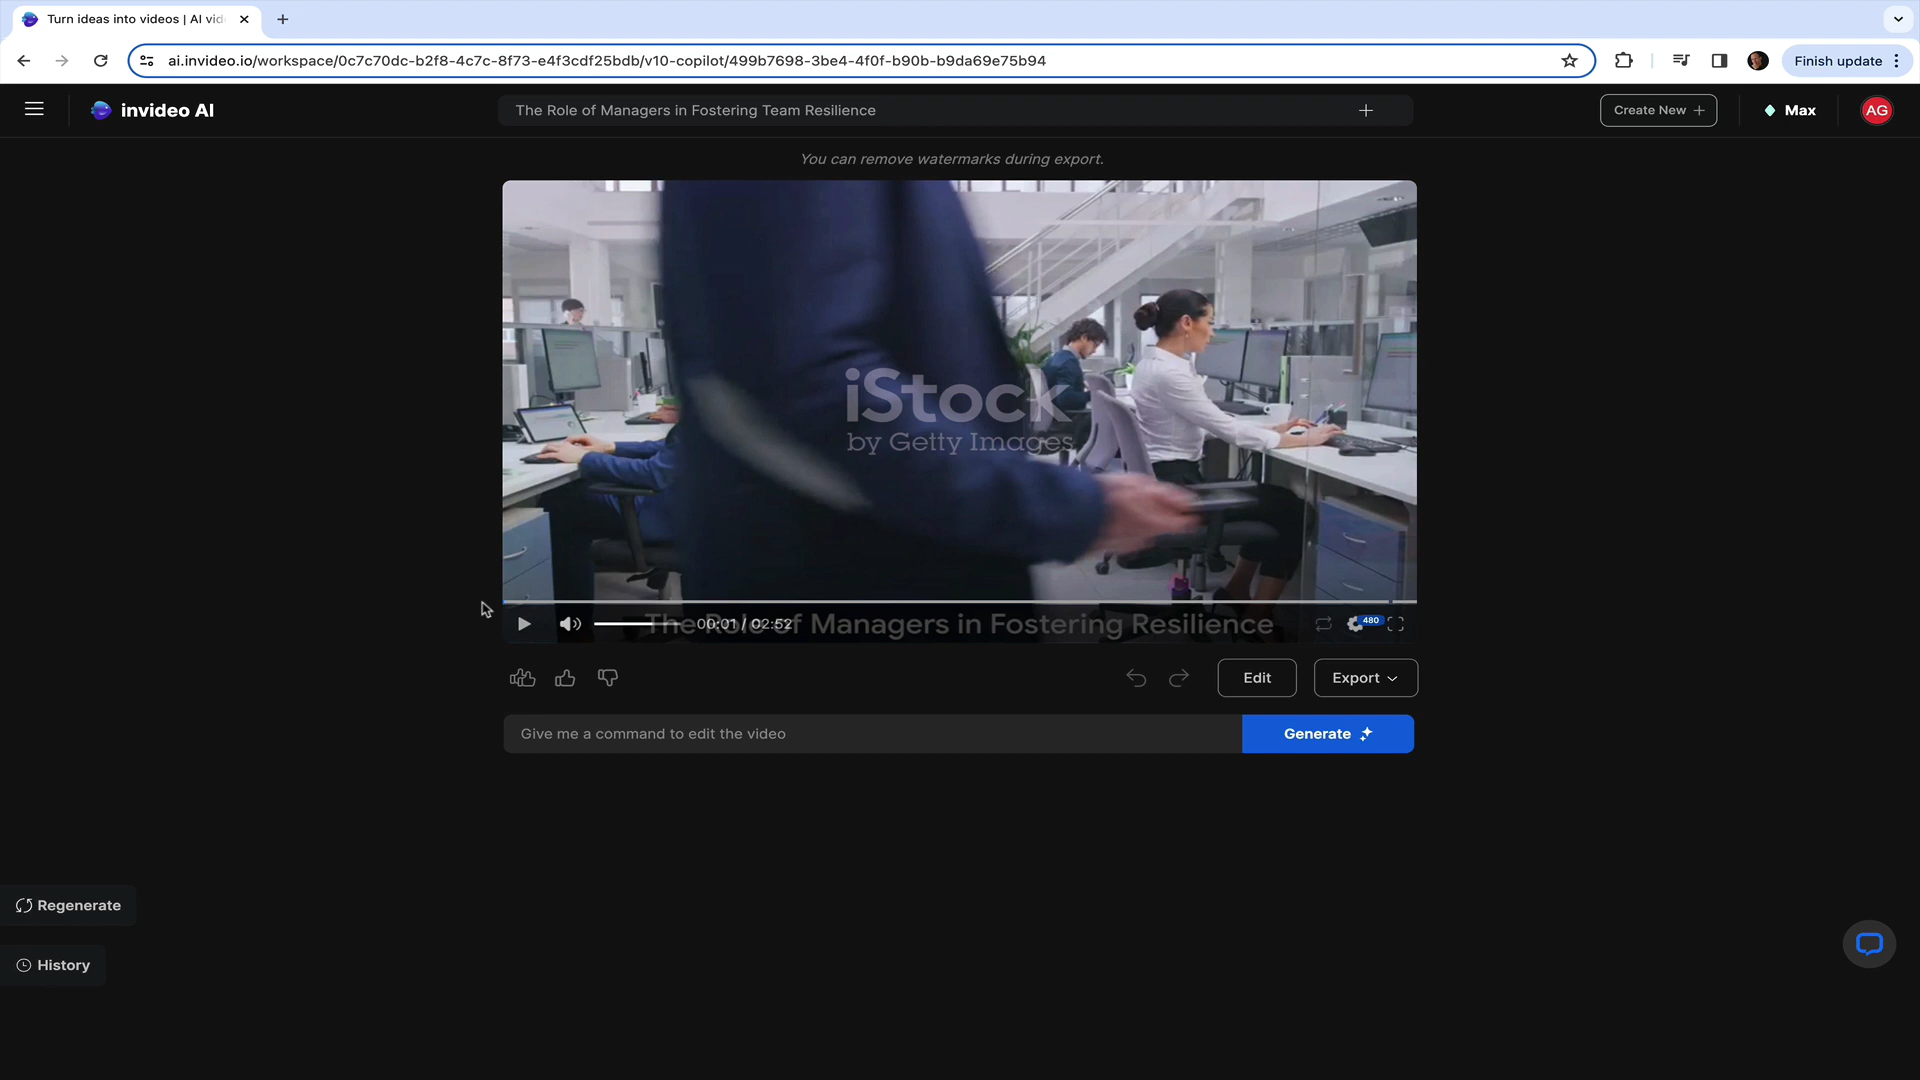 Turn ideas into videos | AI vid
ai.invideo.io/workspace/0c7c70dc-b2f8-4c7c-8f73-e4f3cdf25bdb/v10-copilot/499b7698-3be4-4f0f-b90b-b9da69e75b94
Finish update
invideo AI
The Role of Managers in Fostering Team Resilience
Create New
Max
AG
You can remove watermarks during export.
iStock
by Getty Images
The Role of Managers in Fostering Resilience
00:01 / 02:52
480
Edit
Export
Give me a command to edit the video
Generate
Regenerate
History